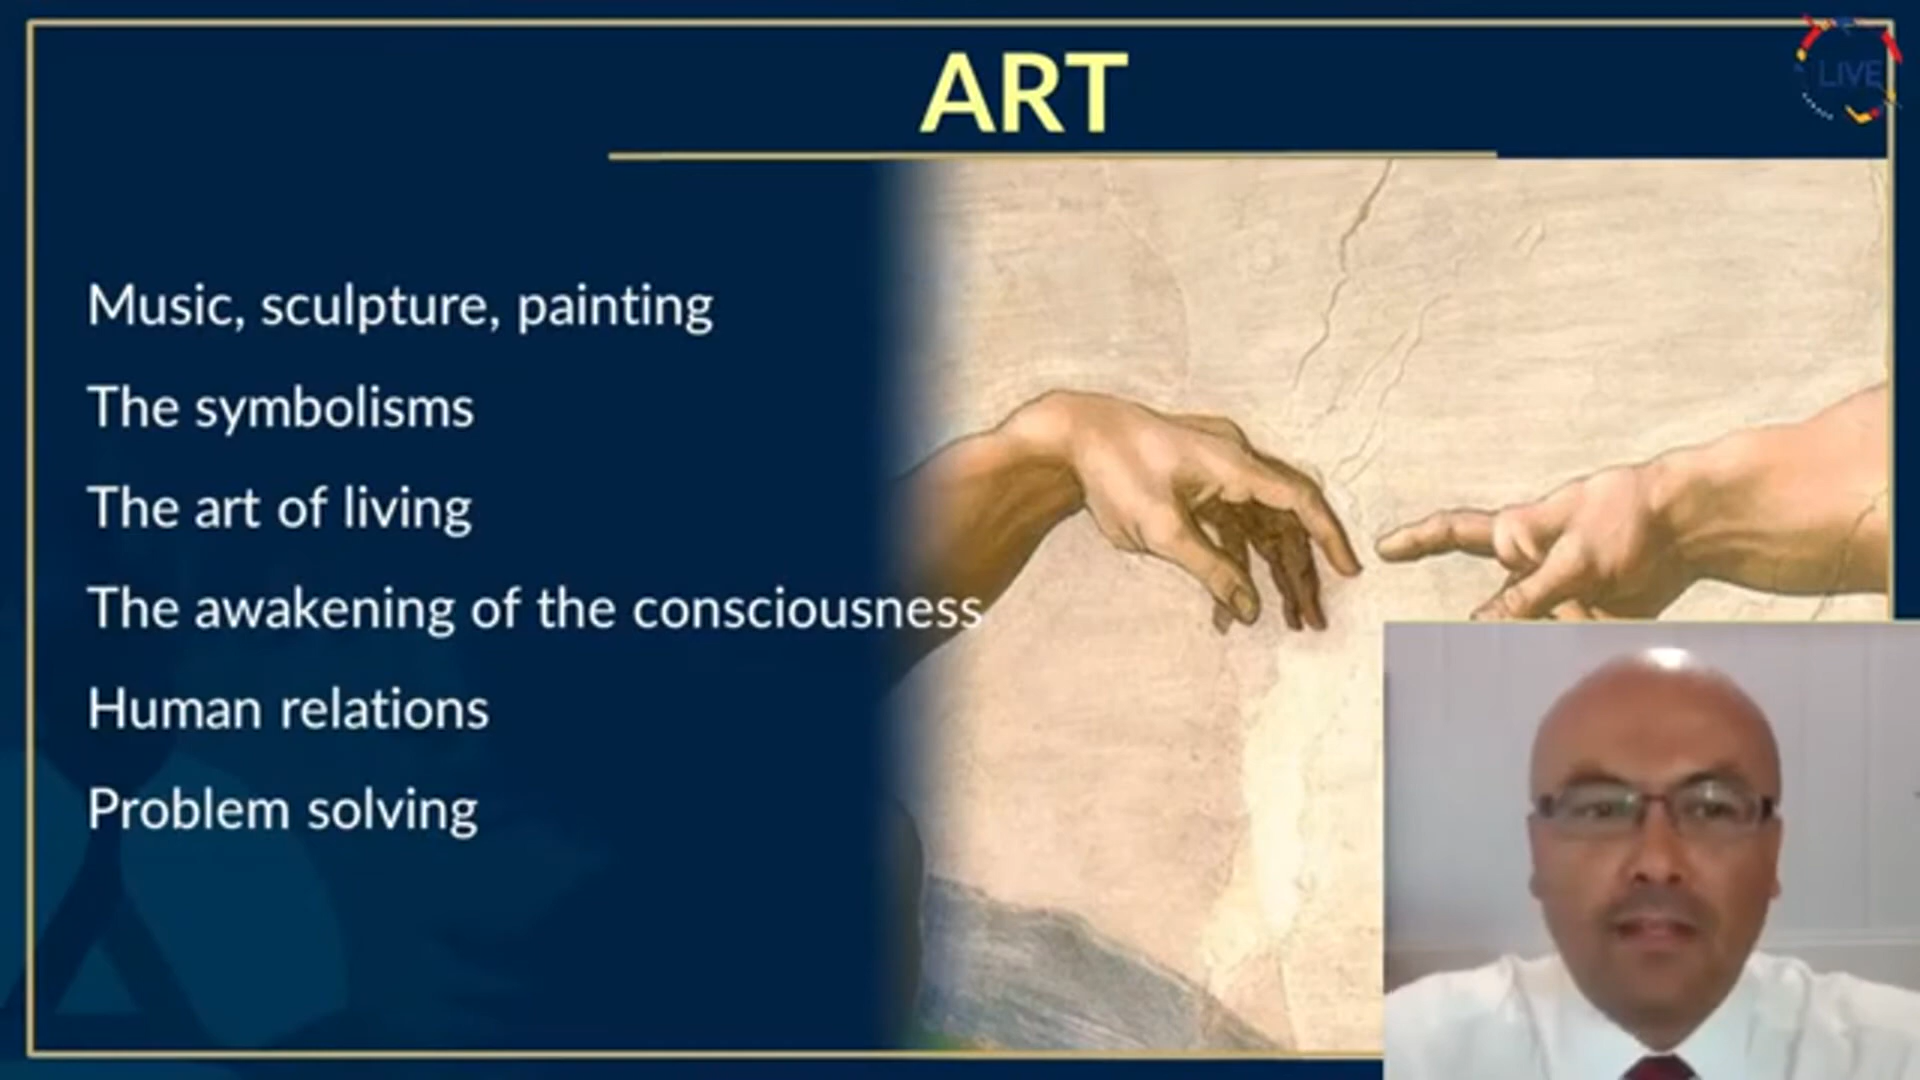 ART
LIVE
Music, sculpture, painting
The symbolisms
The art of living
The awakening of the consciousness
Human relations
Problem solving